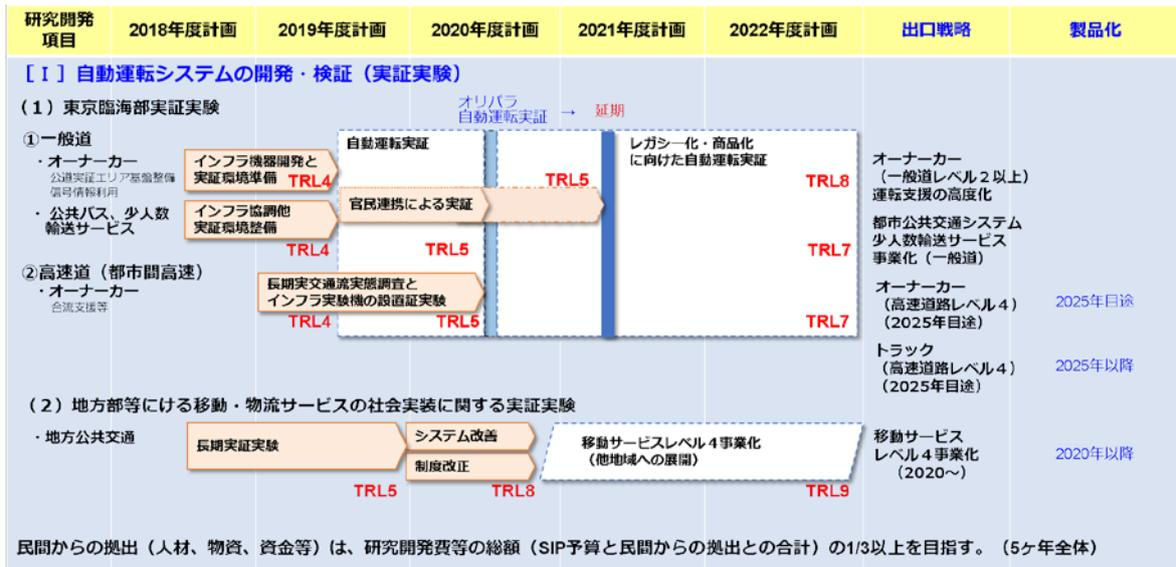 研究開発
項目
2018年度計画
2019年度計画
2020年度計画
2021年度計画
2022年度計画
出口戦略
製品化
［Ⅰ］自動運転システムの開発・検証（実証実験）
（１）東京臨海部実証実験
オリパラ
自動運転実証 → 延期
①一般道
・オーナーカー
公道実証エリア基盤整備
信号情報利用
・公共バス、少人数
輸送サービス
インフラ機器開発と
実証環境準備 TRL4
インフラ協調他
実証環境整備
TRL4
自動運転実証
官民連携による実証
TRL5
TRL5
レガシー化・商品化
に向けた自動運転実証
TRL8
TRL7
オーナーカー
（一般道レベル２以上）
運転支援の高度化
都市公共交通システム
少人数輸送サービス
事業化（一般道）
②高速道（都市間高速）
・オーナーカー
合流支援等
長期実交通流実態調査と
インフラ実験機の設置証実験
TRL4
TRL5
TRL7
オーナーカー
（高速道路レベル４）
（2025年目途）
2025年目途
トラック
（高速道路レベル４）
（2025年目途）
2025年以降
（２）地方部等にける移動・物流サービスの社会実装に関する実証実験
・地方公共交通
長期実証実験
TRL5
システム改善
制度改正
TRL8
移動サービスレベル４事業化
（他地域への展開）
TRL9
移動サービス
レベル４事業化
（2020～）
2020年以降
民間からの拠出（人材、物資、資金等）は、研究開発費等の総額（SIP予算と民間からの拠出との合計）の1/3以上を目指す。（5ヶ年全体）